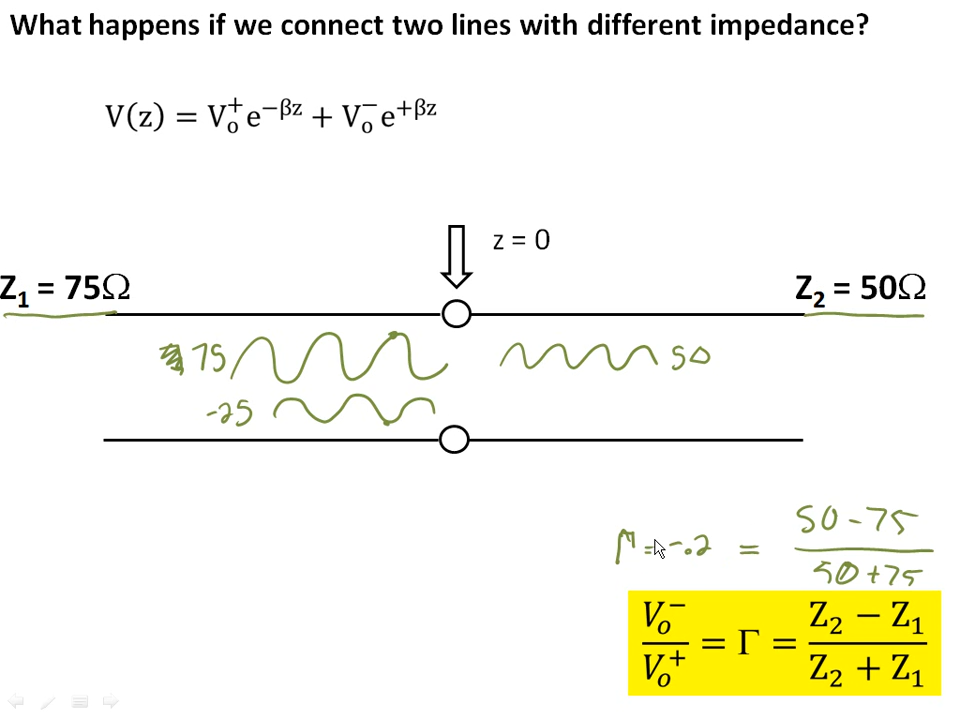 What happens if we connect two lines with different impedance?
V(z) = V₀⁺e^(−βz) + V₀⁻e^(+βz)
z = 0
Z₁ = 75Ω
Z₂ = 50Ω
75
50
-25
Γ = -.2 = (50 - 75)/(50 + 75)
V₀⁻/V₀⁺ = Γ = (Z₂ − Z₁)/(Z₂ + Z₁)